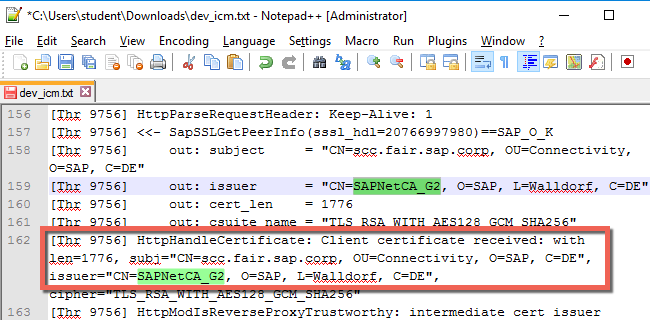 *C:\Users\student\Downloads\dev_icm.txt - Notepad++ [Administrator]
File Edit Search View Encoding Language Settings Macro Run Plugins Window ?
dev_icm.txt
156 [Thr 9756] HttpParseRequestHeader: Keep-Alive: 1
157 [Thr 9756] <<- SapSSLGetPeerInfo(sssl_hdl=20766997980)==SAP_O_K
158 [Thr 9756] out: subject = "CN=scc.fair.sap.corp, OU=Connectivity,
O=SAP, C=DE"
159 [Thr 9756] out: issuer = "CN=SAPNetCA_G2, O=SAP, L=Walldorf, C=DE"
160 [Thr 9756] out: cert_len = 1776
161 [Thr 9756] out: csuite_name = "TLS_RSA_WITH_AES128_GCM_SHA256"
162 [Thr 9756] HttpHandleCertificate: Client certificate received: with
len=1776, subj="CN=scc.fair.sap.corp, OU=Connectivity, O=SAP, C=DE",
issuer="CN=SAPNetCA_G2, O=SAP, L=Walldorf, C=DE",
cipher="TLS_RSA_WITH_AES128_GCM_SHA256"
163 [Thr 9756] HttpModIsReverseProxyTrustworthy: intermediate cert issuer